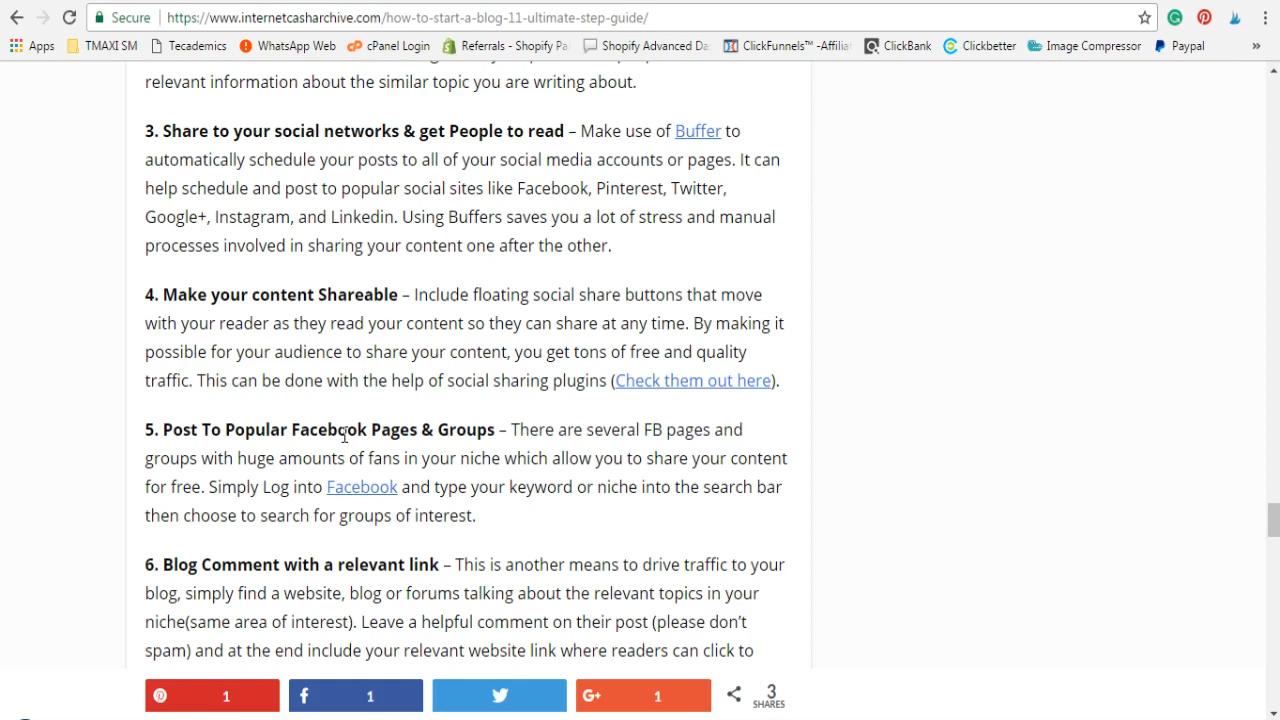 Secure
https://www.internetcasharchive.com/how-to-start-a-blog-11-ultimate-step-guide/
Apps TMAXI SM Tecademics WhatsApp Web cPanel Login Referrals - Shopify Pa Shopify Advanced Da ClickFunnels™ -Affilia ClickBank Clickbetter Image Compressor Paypal »
relevant information about the similar topic you are writing about.
3. Share to your social networks & get People to read – Make use of Buffer to
automatically schedule your posts to all of your social media accounts or pages. It can
help schedule and post to popular social sites like Facebook, Pinterest, Twitter,
Google+, Instagram, and Linkedin. Using Buffers saves you a lot of stress and manual
processes involved in sharing your content one after the other.
4. Make your content Shareable – Include floating social share buttons that move
with your reader as they read your content so they can share at any time. By making it
possible for your audience to share your content, you get tons of free and quality
traffic. This can be done with the help of social sharing plugins (Check them out here).
5. Post To Popular Facebook Pages & Groups – There are several FB pages and
groups with huge amounts of fans in your niche which allow you to share your content
for free. Simply Log into Facebook and type your keyword or niche into the search bar
then choose to search for groups of interest.
6. Blog Comment with a relevant link – This is another means to drive traffic to your
blog, simply find a website, blog or forums talking about the relevant topics in your
niche(same area of interest). Leave a helpful comment on their post (please don't
spam) and at the end include your relevant website link where readers can click to
1 1 G+ 1 3
SHARES